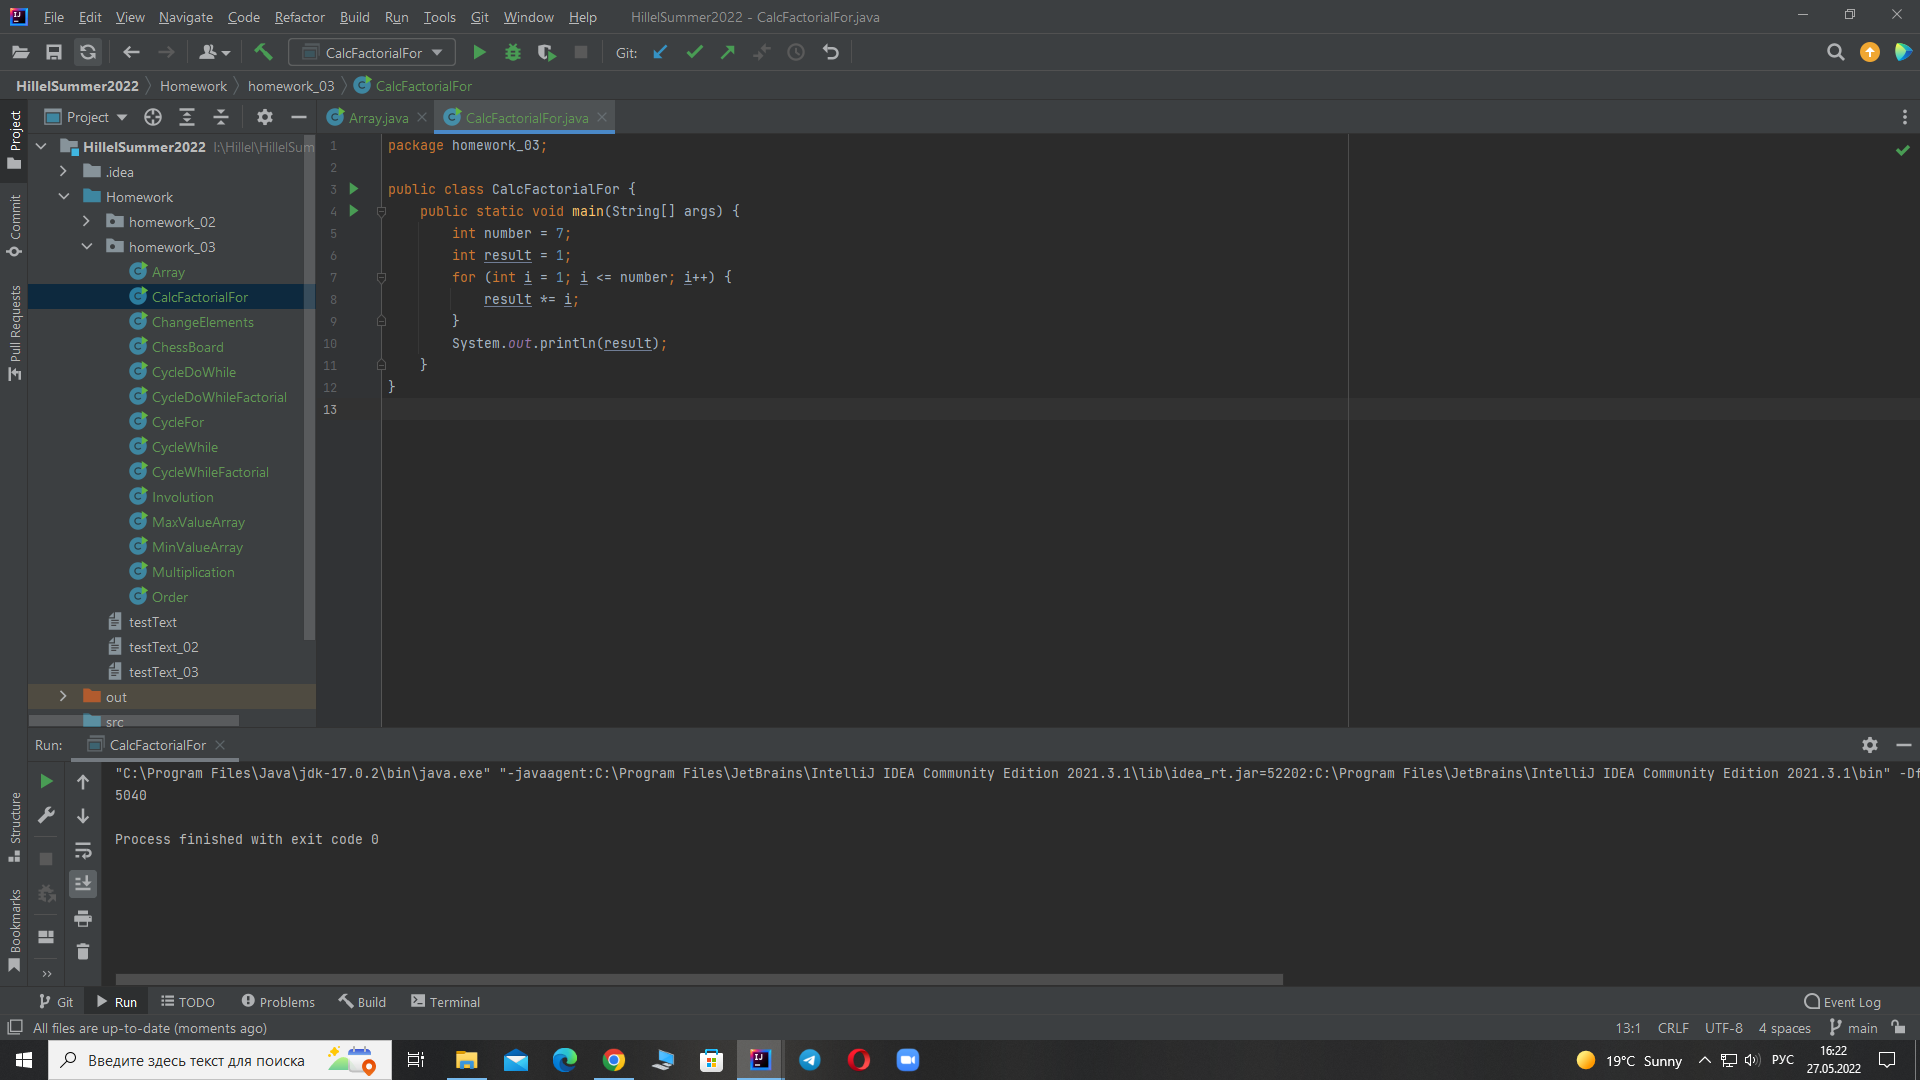 File Edit View Navigate Code Refactor Build Run Tools Git Window Help HillelSummer2022 - CalcFactorialFor.java
CalcFactorialFor Git:
HillelSummer2022 Homework homework_03 CalcFactorialFor
Project Array.java CalcFactorialFor.java
Project
Commit
Pull Requests
Structure
Bookmarks
HillelSummer2022 I:\Hillel\HillelSum
.idea
Homework
homework_02
homework_03
Array
CalcFactorialFor
ChangeElements
ChessBoard
CycleDoWhile
CycleDoWhileFactorial
CycleFor
CycleWhile
CycleWhileFactorial
Involution
MaxValueArray
MinValueArray
Multiplication
Order
testText
testText_02
testText_03
out
src
1 package homework_03;
2
3 public class CalcFactorialFor {
4 public static void main(String[] args) {
5 int number = 7;
6 int result = 1;
7 for (int i = 1; i <= number; i++) {
8 result *= i;
9 }
10 System.out.println(result);
11 }
12 }
13
Run: CalcFactorialFor
"C:\Program Files\Java\jdk-17.0.2\bin\java.exe" "-javaagent:C:\Program Files\JetBrains\IntelliJ IDEA Community Edition 2021.3.1\lib\idea_rt.jar=52202:C:\Program Files\JetBrains\IntelliJ IDEA Community Edition 2021.3.1\bin" -Df
5040
Process finished with exit code 0
Git Run TODO Problems Build Terminal Event Log
All files are up-to-date (moments ago) 13:1 CRLF UTF-8 4 spaces main
Введите здесь текст для поиска 19°C Sunny РУС 16:22
27.05.2022